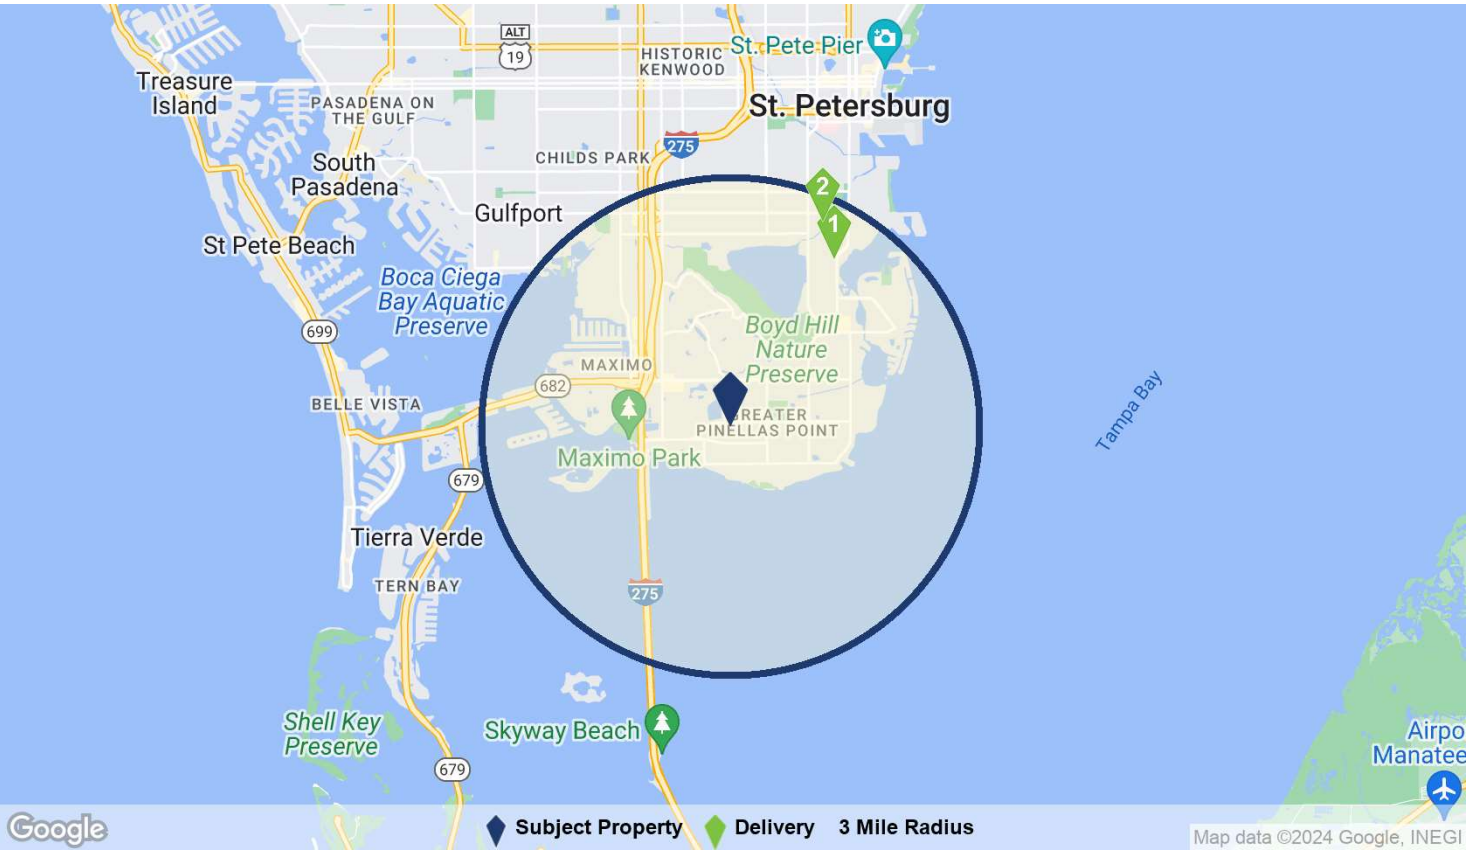 ALT
19
HISTORIC
KENWOOD
St. Pete Pier
Treasure
Island
PASADENA ON
THE GULF
St. Petersburg
275
CHILDS PARK
South
Pasadena
2
Gulfport
1
St Pete Beach
Boca Ciega
Bay Aquatic
Preserve
699
Boyd Hill
Nature
Preserve
MAXIMO
682
BELLE VISTA
GREATER
PINELLAS POINT
Tampa Bay
Maximo Park
679
Tierra Verde
TERN BAY
275
Shell Key
Preserve
Skyway Beach
679
Airpo
Manatee
Google
Subject Property Delivery 3 Mile Radius
Map data ©2024 Google, INEGI